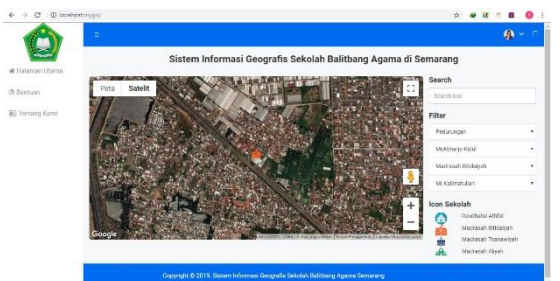 localhost/mygis/
Sistem Informasi Geografis Sekolah Balitbang Agama di Semarang
Halaman Utama
Bantuan
Tentang Kami
Peta Satelit
Google
Search
Search box
Filter
Pedurungan
Muktiharjo Kidul
Madrasah Ibtidaiyah
MI Kalimatullah
Icon Sekolah
Raudhatul Athfal
Madrasah Ibtidaiyah
Madrasah Tsanawiyah
Madrasah Aliyah
Copyright © 2019. Sistem Informasi Geografis Sekolah Balitbang Agama Semarang